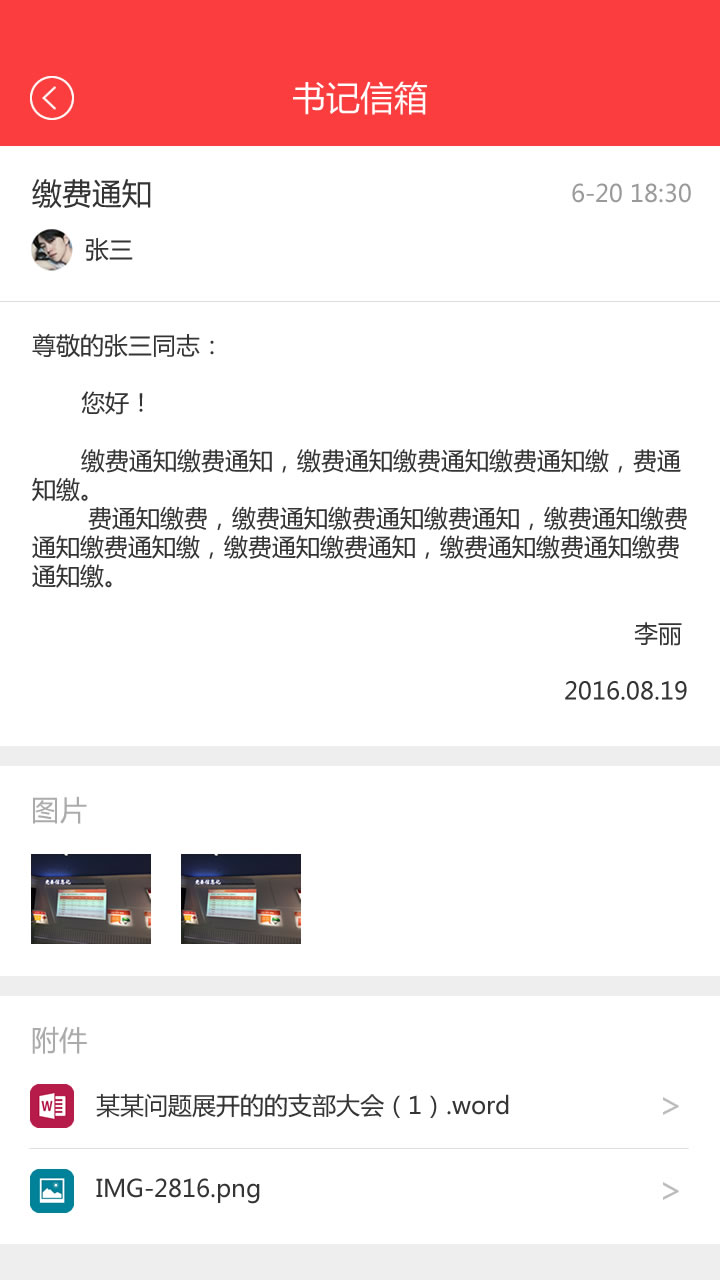 书记信箱
缴费通知
6-20 18:30
张三
尊敬的张三同志：
您好！
缴费通知缴费通知，缴费通知缴费通知缴费通知缴，费通
知缴。
费通知缴费，缴费通知缴费通知缴费通知，缴费通知缴费
通知缴费通知缴，缴费通知缴费通知，缴费通知缴费通知缴费
通知缴。
李丽
2016.08.19
图片
附件
W
某某问题展开的的支部大会（1）.word
>
IMG-2816.png
>